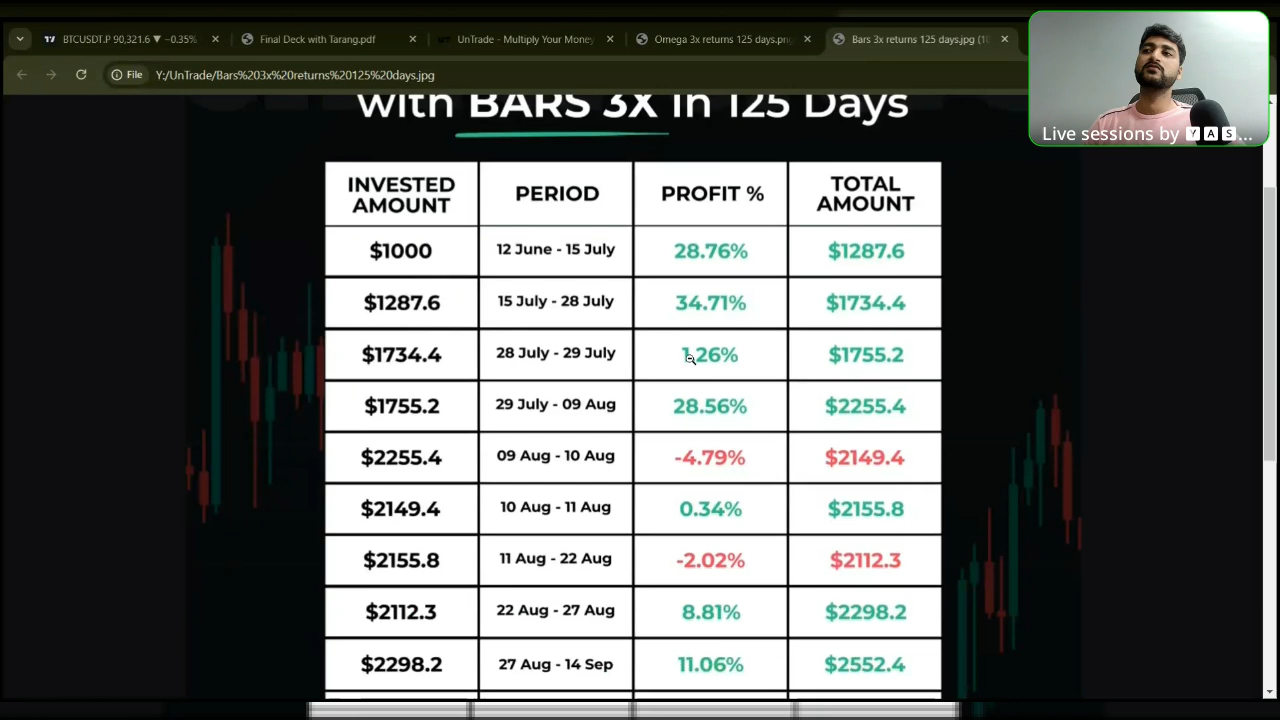 BTCUSDT.P 90,321.6 ▼ −0.35%
Final Deck with Tarang.pdf
UnTrade - Multiply Your Money
Omega 3x returns 125 days.png
Bars 3x returns 125 days.jpg (1
File
Y:/UnTrade/Bars%203x%20returns%20125%20days.jpg
Live sessions by 🆈 🅰 🆂...
with BARS 3X In 125 Days
INVESTED AMOUNT PERIOD PROFIT % TOTAL AMOUNT
$1000 12 June - 15 July 28.76% $1287.6
$1287.6 15 July - 28 July 34.71% $1734.4
$1734.4 28 July - 29 July 1.26% $1755.2
$1755.2 29 July - 09 Aug 28.56% $2255.4
$2255.4 09 Aug - 10 Aug -4.79% $2149.4
$2149.4 10 Aug - 11 Aug 0.34% $2155.8
$2155.8 11 Aug - 22 Aug -2.02% $2112.3
$2112.3 22 Aug - 27 Aug 8.81% $2298.2
$2298.2 27 Aug - 14 Sep 11.06% $2552.4